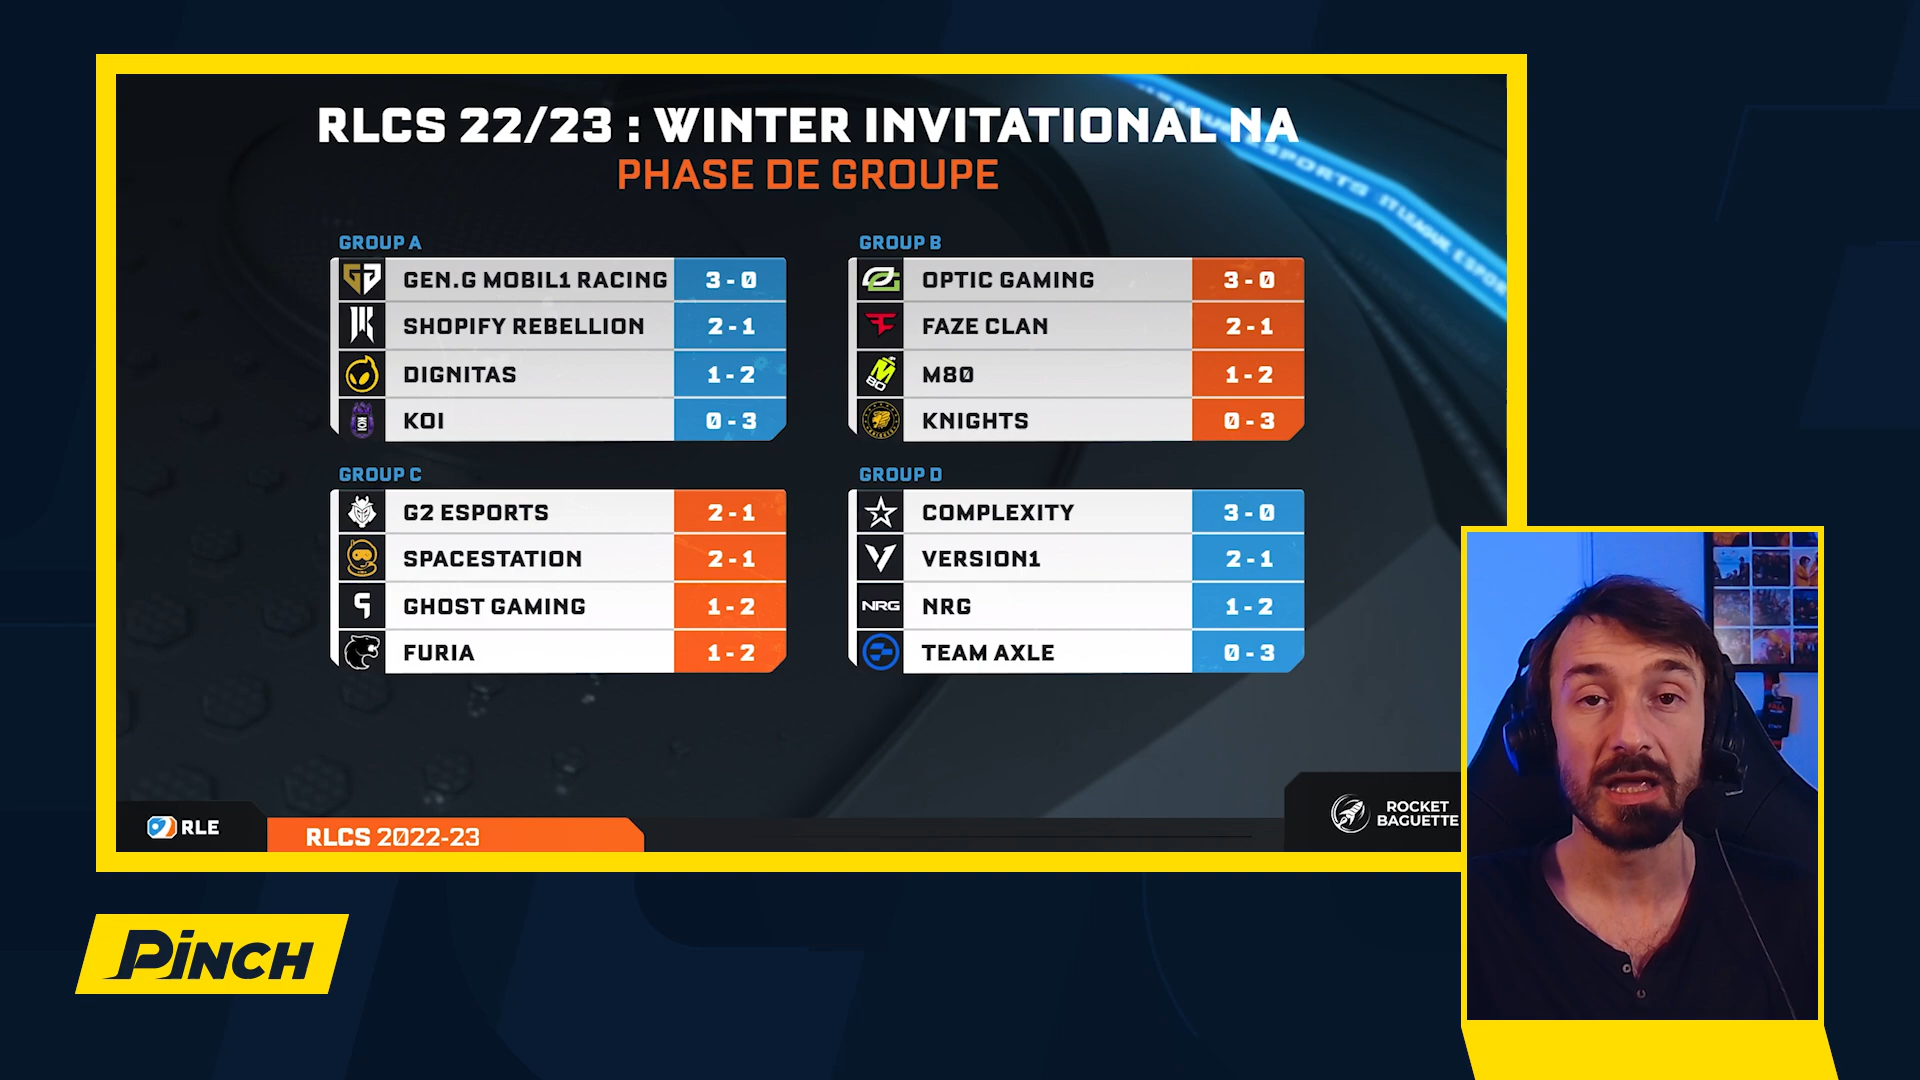 RLCS 22/23 : WINTER INVITATIONAL NA
PHASE DE GROUPE
GROUP A
GEN.G MOBIL1 RACING 3 - 0
SHOPIFY REBELLION 2 - 1
DIGNITAS 1 - 2
KOI 0 - 3
GROUP B
OPTIC GAMING 3 - 0
FAZE CLAN 2 - 1
M80 1 - 2
KNIGHTS 0 - 3
GROUP C
G2 ESPORTS 2 - 1
SPACESTATION 2 - 1
GHOST GAMING 1 - 2
FURIA 1 - 2
GROUP D
COMPLEXITY 3 - 0
VERSION1 2 - 1
NRG NRG 1 - 2
TEAM AXLE 0 - 3
RLE
RLCS 2022-23
ROCKET
BAGUETTE
PINCH